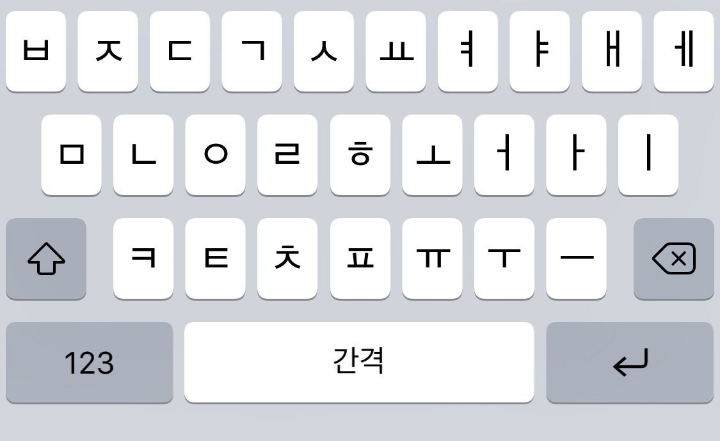 ㅂ ㅈ ㄷ ㄱ ㅅ ㅛ ㅕ ㅑ ㅐ ㅔ
ㅁ ㄴ ㅇ ㄹ ㅎ ㅗ ㅓ ㅏ ㅣ
ㅋ ㅌ ㅊ ㅍ ㅠ ㅜ ㅡ
123 간격